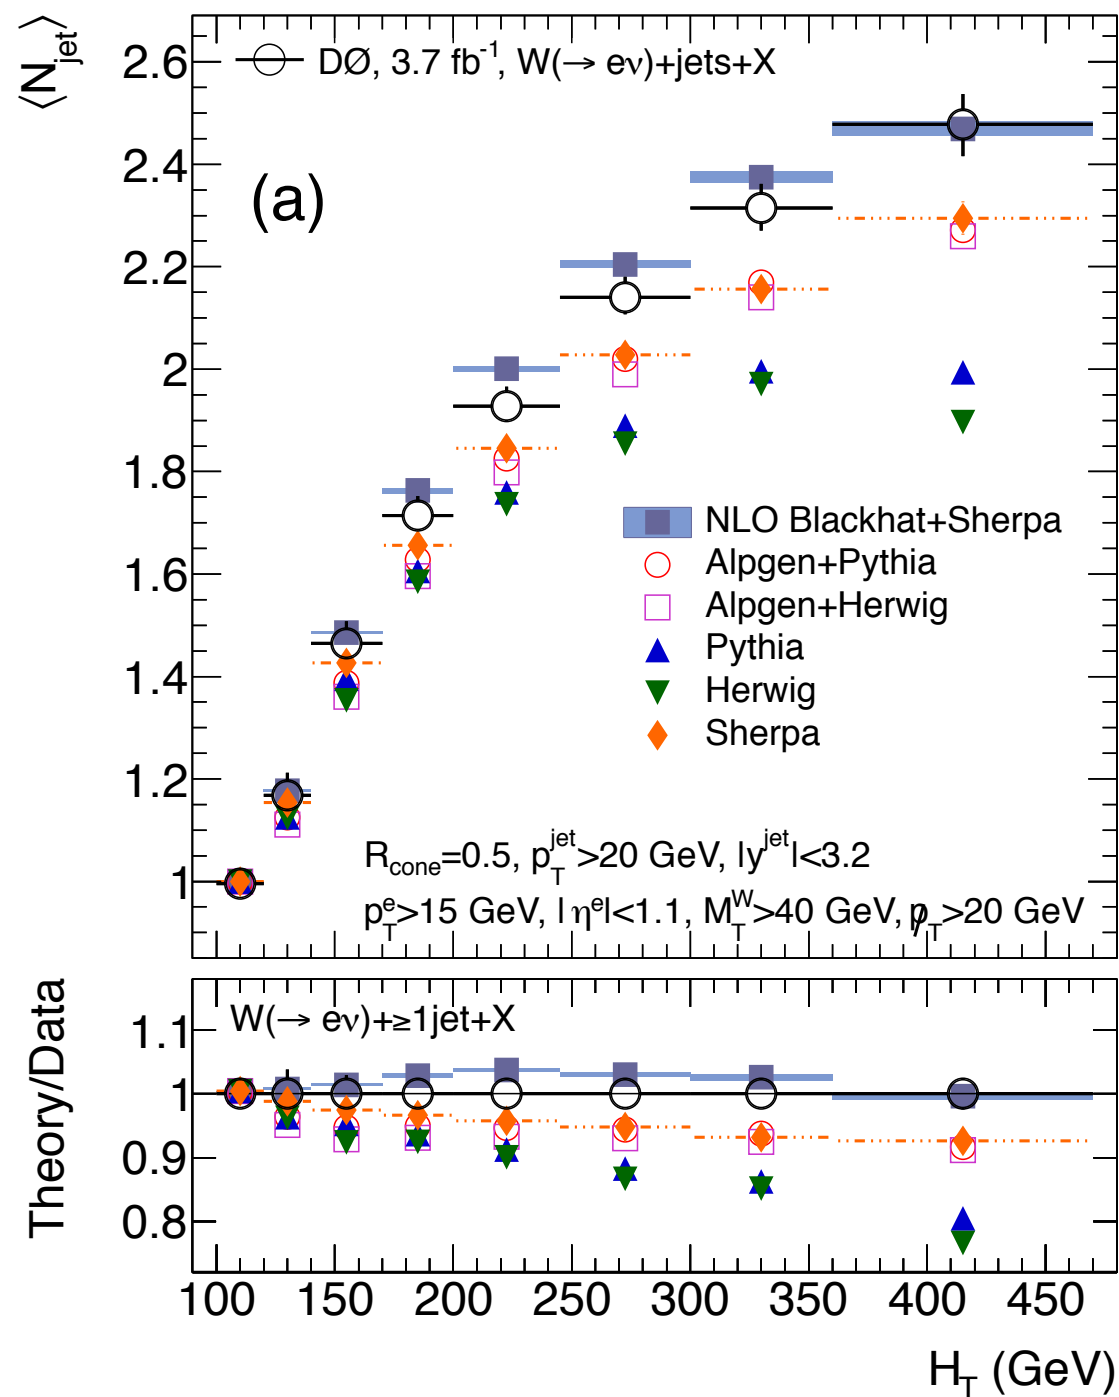 ⟨N_jet⟩
DØ, 3.7 fb⁻¹, W(→ eν)+jets+X
(a)
2.6
2.4
2.2
2
1.8
1.6
1.4
1.2
1
NLO Blackhat+Sherpa
Alpgen+Pythia
Alpgen+Herwig
Pythia
Herwig
Sherpa
R_cone=0.5, p_T^jet>20 GeV, |y^jet|<3.2
p_T^e>15 GeV, |η^e|<1.1, M_T^W>40 GeV, p̸_T>20 GeV
Theory/Data
W(→ eν)+≥1jet+X
1.1
1
0.9
0.8
100 150 200 250 300 350 400 450
H_T (GeV)